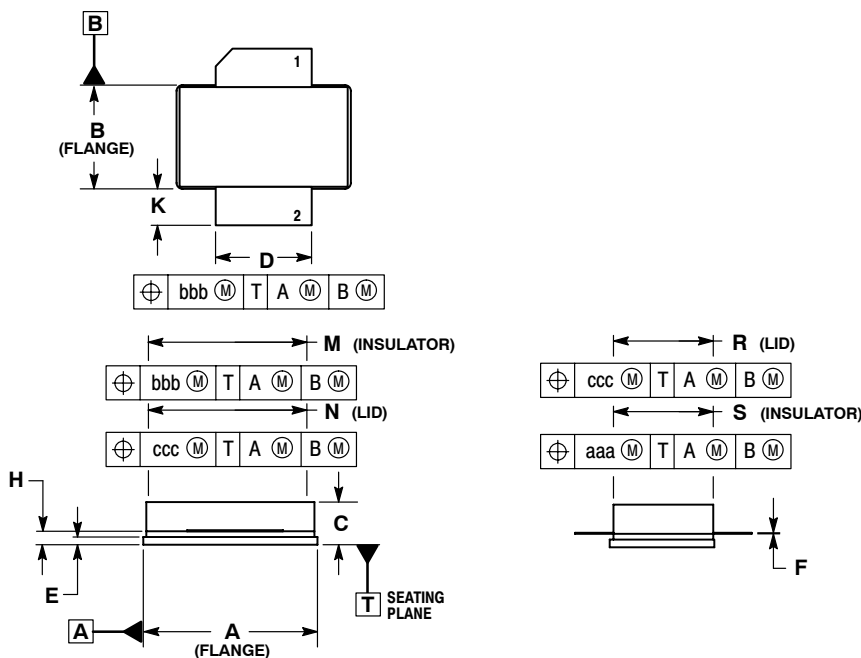 B
1
B
(FLANGE)
K
2
D
⌖ bbb Ⓜ T A Ⓜ B Ⓜ
M (INSULATOR)
⌖ bbb Ⓜ T A Ⓜ B Ⓜ
N (LID)
⌖ ccc Ⓜ T A Ⓜ B Ⓜ
R (LID)
⌖ ccc Ⓜ T A Ⓜ B Ⓜ
S (INSULATOR)
⌖ aaa Ⓜ T A Ⓜ B Ⓜ
H
C
E
F
T SEATING
PLANE
A
A
(FLANGE)